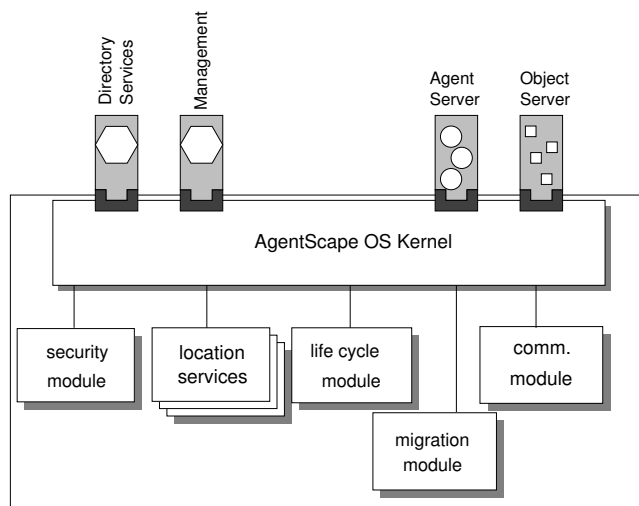 Directory
Services
Management
Agent
Server
Object
Server
AgentScape OS Kernel
security
module
location
services
life cycle
module
comm.
module
migration
module